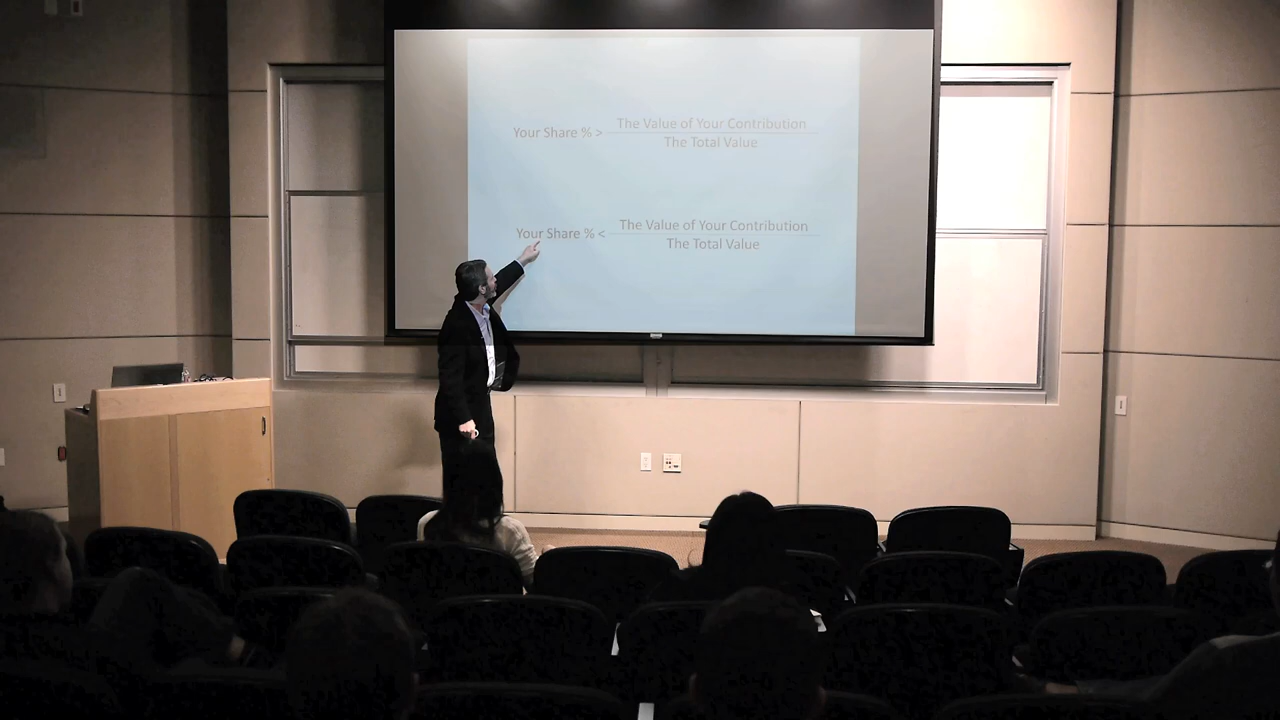 The Value of Your Contribution
Your Share % >
The Total Value
The Value of Your Contribution
Your Share % <
The Total Value